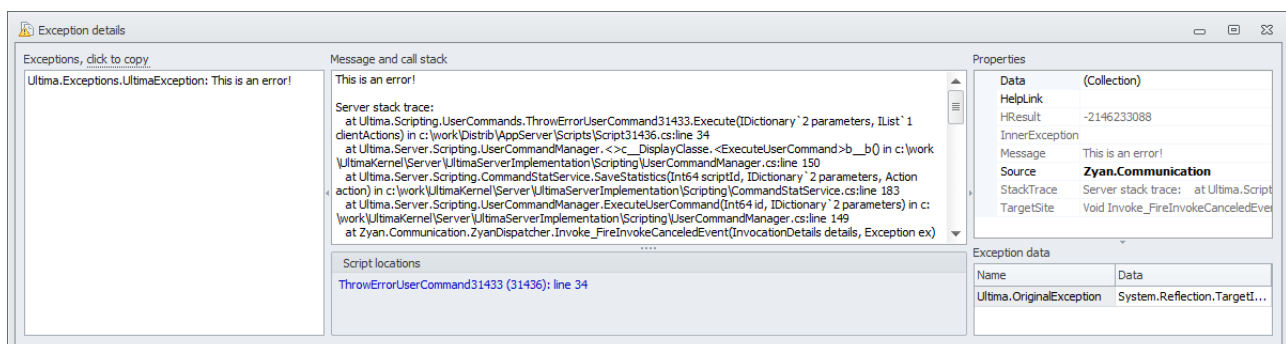 Exception details
Exceptions, click to copy
Ultima.Exceptions.UltimaException: This is an error!
Message and call stack
This is an error!
Server stack trace:
at Ultima.Scripting.UserCommands.ThrowErrorUserCommand31433.Execute(IDictionary`2 parameters, IList`1
clientActions) in c:\work\Distrib\AppServer\Scripts\Script31436.cs:line 34
at Ultima.Server.Scripting.UserCommandManager.<>c__DisplayClasse.<ExecuteUserCommand>b__b() in c:\work
\UltimaKernel\Server\UltimaServerImplementation\Scripting\UserCommandManager.cs:line 150
at Ultima.Server.Scripting.CommandStatService.SaveStatistics(Int64 scriptId, IDictionary`2 parameters, Action
action) in c:\work\UltimaKernel\Server\UltimaServerImplementation\Scripting\CommandStatService.cs:line 183
at Ultima.Server.Scripting.UserCommandManager.ExecuteUserCommand(Int64 id, IDictionary`2 parameters) in c:
\work\UltimaKernel\Server\UltimaServerImplementation\Scripting\UserCommandManager.cs:line 149
at Zyan.Communication.ZyanDispatcher.Invoke_FireInvokeCanceledEvent(InvocationDetails details, Exception ex)
Script locations
ThrowErrorUserCommand31433 (31436): line 34
Properties
Data (Collection)
HelpLink
HResult -2146233088
InnerException
Message This is an error!
Source Zyan.Communication
StackTrace Server stack trace: at Ultima.Script
TargetSite Void Invoke_FireInvokeCanceledEve
Exception data
Name Data
Ultima.OriginalException System.Reflection.TargetI...